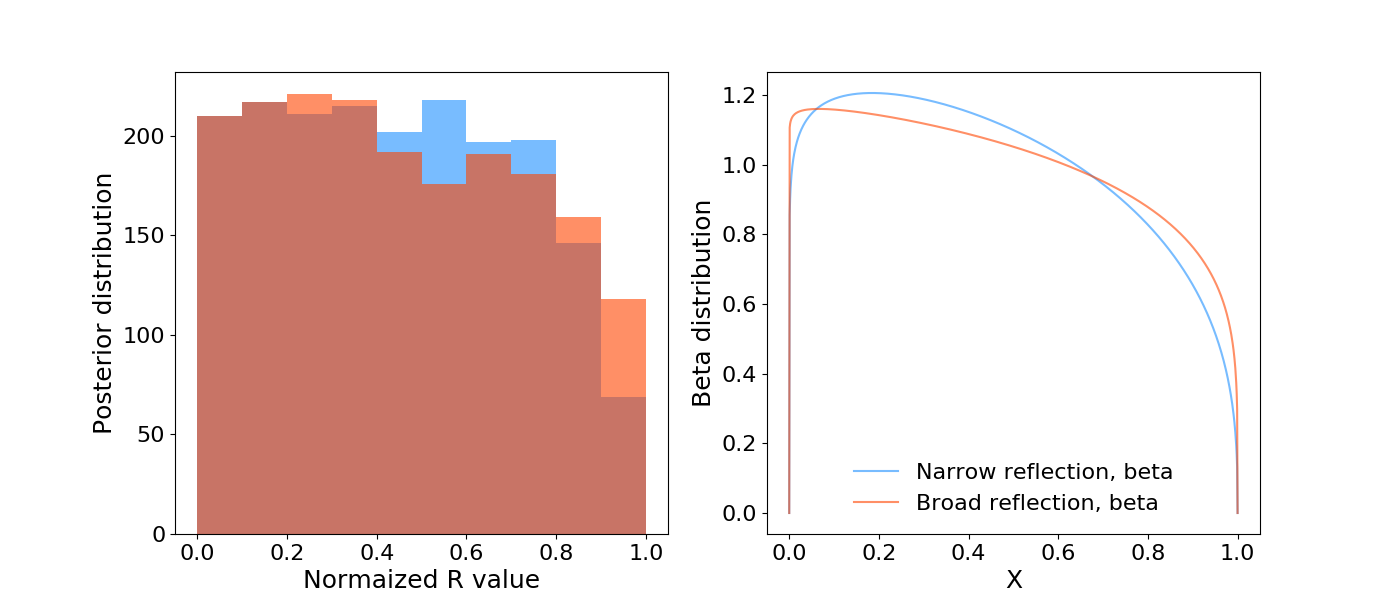 Posterior distribution
200
150
100
50
0
0.0 0.2 0.4 0.6 0.8 1.0
Normaized R value
Beta distribution
1.2
1.0
0.8
0.6
0.4
0.2
0.0
Narrow reflection, beta
Broad reflection, beta
0.0 0.2 0.4 0.6 0.8 1.0
X